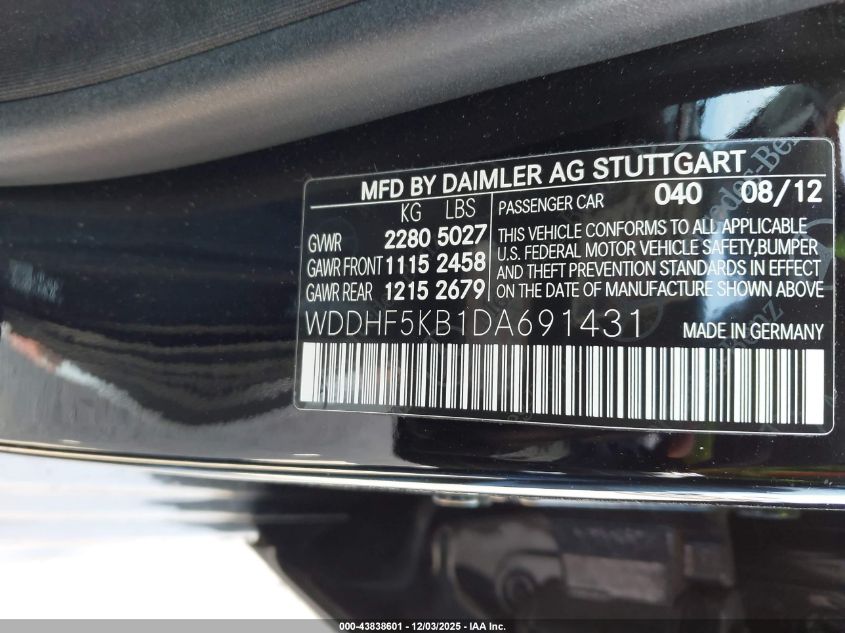 MFD BY DAIMLER AG STUTTGART
KG LBS
PASSENGER CAR 040 08/12
GVWR 2280 5027
GAWR FRONT 1115 2458
GAWR REAR 1215 2679
THIS VEHICLE CONFORMS TO ALL APPLICABLE
U.S. FEDERAL MOTOR VEHICLE SAFETY,BUMPER
AND THEFT PREVENTION STANDARDS IN EFFECT
ON THE DATE OF MANUFACTURE SHOWN ABOVE
WDDHF5KB1DA691431 MADE IN GERMANY
000-43838601 - 12/03/2025 - IAA Inc.